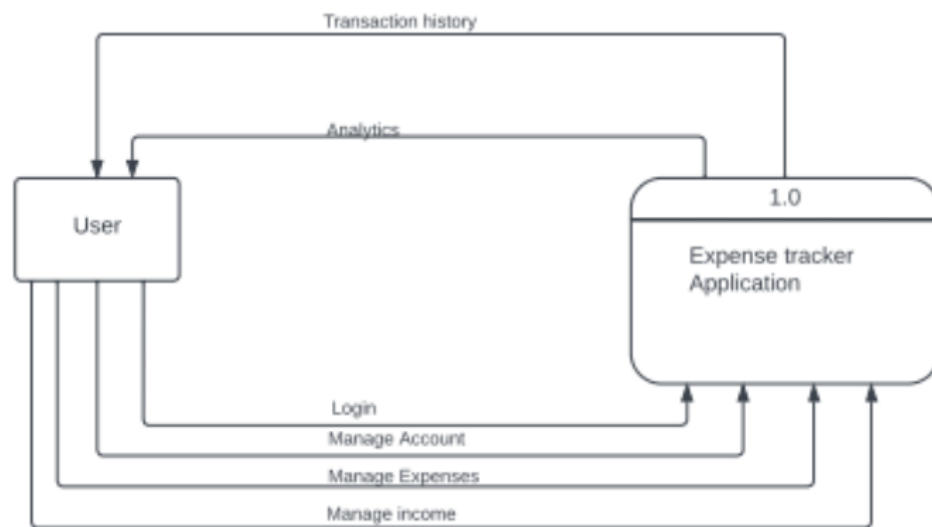 Transaction history
Analytics
User
1.0
Expense tracker
Application
Login
Manage Account
Manage Expenses
Manage income